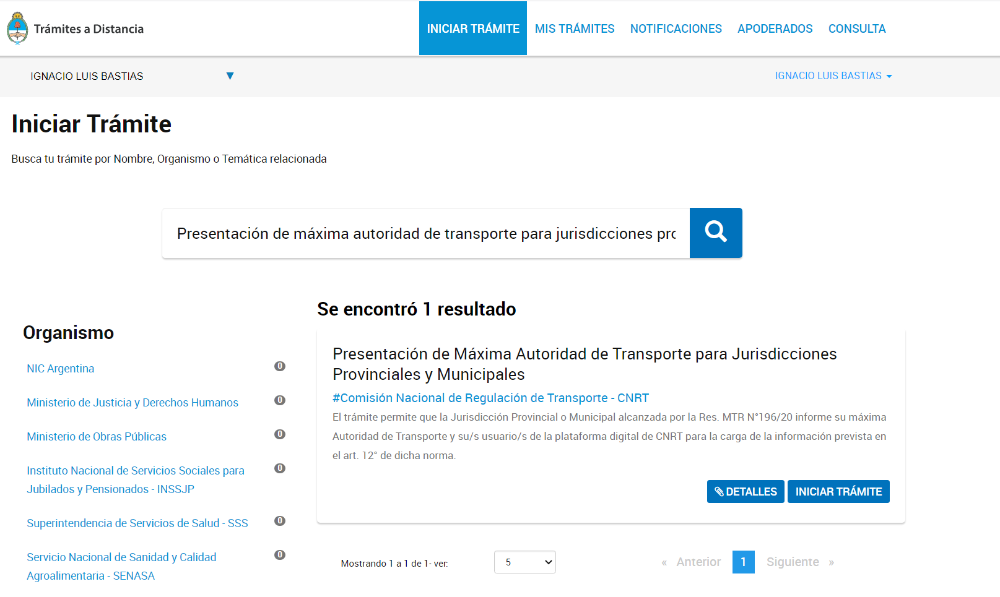 Trámites a Distancia
INICIAR TRÁMITE
MIS TRÁMITES
NOTIFICACIONES
APODERADOS
CONSULTA
IGNACIO LUIS BASTIAS
IGNACIO LUIS BASTIAS
Iniciar Trámite
Busca tu trámite por Nombre, Organismo o Temática relacionada
Presentación de máxima autoridad de transporte para jurisdicciones pro
Organismo
NIC Argentina 0
Ministerio de Justicia y Derechos Humanos 0
Ministerio de Obras Públicas 0
Instituto Nacional de Servicios Sociales para 0
Jubilados y Pensionados - INSSJP
Superintendencia de Servicios de Salud - SSS 0
Servicio Nacional de Sanidad y Calidad 0
Agroalimentaria - SENASA
Se encontró 1 resultado
Presentación de Máxima Autoridad de Transporte para Jurisdicciones
Provinciales y Municipales
#Comisión Nacional de Regulación de Transporte - CNRT
El trámite permite que la Jurisdicción Provincial o Municipal alcanzada por la Res. MTR N°196/20 informe su máxima
Autoridad de Transporte y su/s usuario/s de la plataforma digital de CNRT para la carga de la información prevista en
el art. 12° de dicha norma.
DETALLES
INICIAR TRÁMITE
Mostrando 1 a 1 de 1- ver:
5
« Anterior 1 Siguiente »